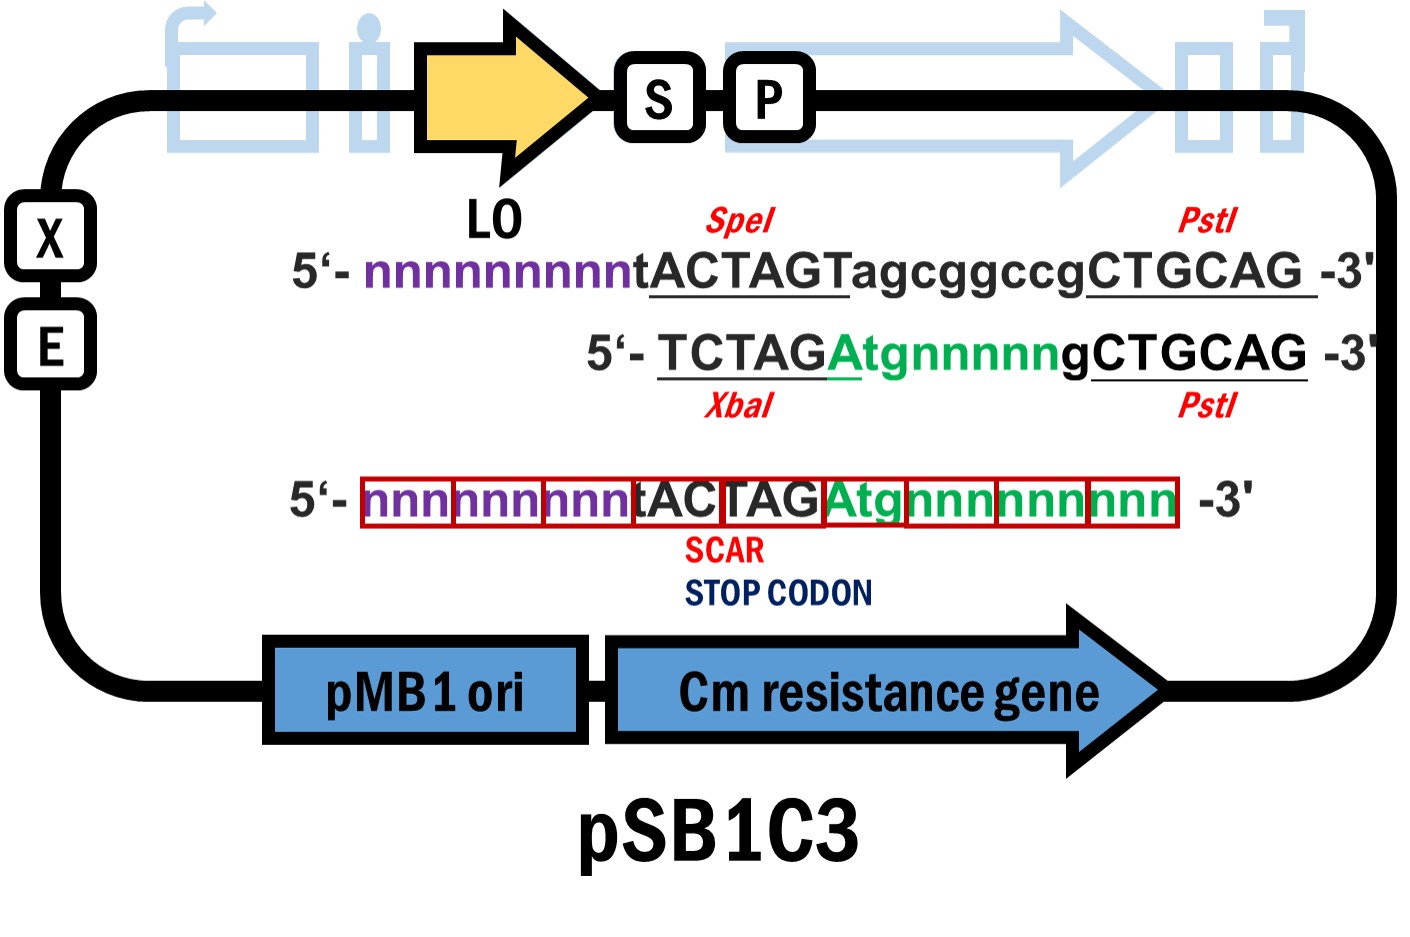 S P
X
E
LO
SpeI PstI
5‘- nnnnnnnnntACTAGTagcggccgCTGCAG -3'
5‘- TCTAGAtgnnnnngCTGCAG -3'
XbaI PstI
5‘- nnnnnnnnntACTAGAtgnnnnnnnnn -3'
SCAR
STOP CODON
pMB1 ori Cm resistance gene
pSB1C3